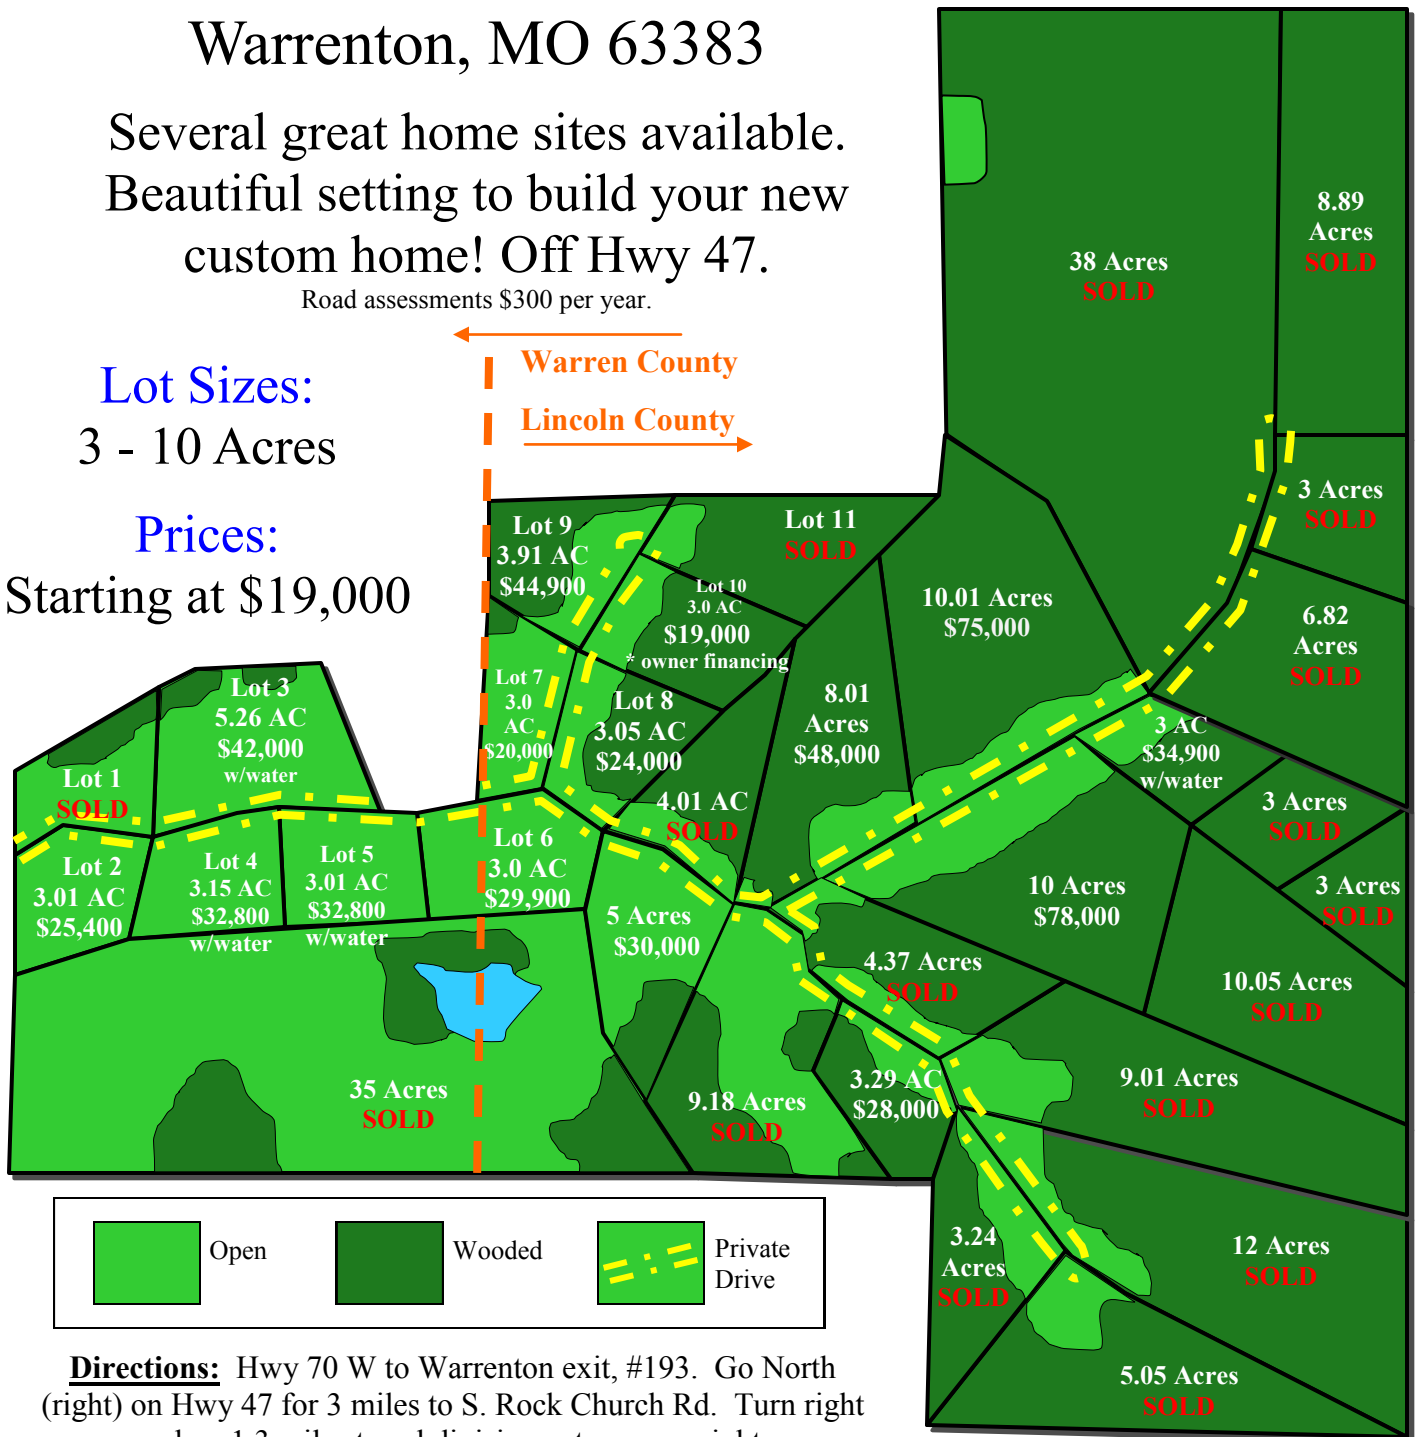 Warrenton, MO 63383
Several great home sites available.
Beautiful setting to build your new
custom home! Off Hwy 47.
Road assessments $300 per year.
Warren County
Lincoln County
Lot Sizes:
3 - 10 Acres
Prices:
Starting at $19,000
38 Acres
SOLD
8.89
Acres
SOLD
3 Acres
SOLD
6.82
Acres
SOLD
Lot 9
3.91 AC
$44,900
Lot 11
SOLD
Lot 10
3.0 AC
$19,000
* owner financing
10.01 Acres
$75,000
Lot 7
3.0
AC
$20,000
Lot 8
3.05 AC
$24,000
8.01
Acres
$48,000
3 AC
$34,900
w/water
Lot 3
5.26 AC
$42,000
w/water
Lot 1
SOLD
4.01 AC
SOLD
3 Acres
SOLD
Lot 2
3.01 AC
$25,400
Lot 4
3.15 AC
$32,800
w/water
Lot 5
3.01 AC
$32,800
w/water
Lot 6
3.0 AC
$29,900
5 Acres
$30,000
10 Acres
$78,000
3 Acres
SOLD
4.37 Acres
SOLD
10.05 Acres
SOLD
35 Acres
SOLD
9.18 Acres
SOLD
3.29 AC
$28,000
9.01 Acres
SOLD
3.24
Acres
SOLD
12 Acres
SOLD
5.05 Acres
SOLD
Open
Wooded
Private
Drive
Directions: Hwy 70 W to Warrenton exit, #193. Go North
(right) on Hwy 47 for 3 miles to S. Rock Church Rd. Turn right